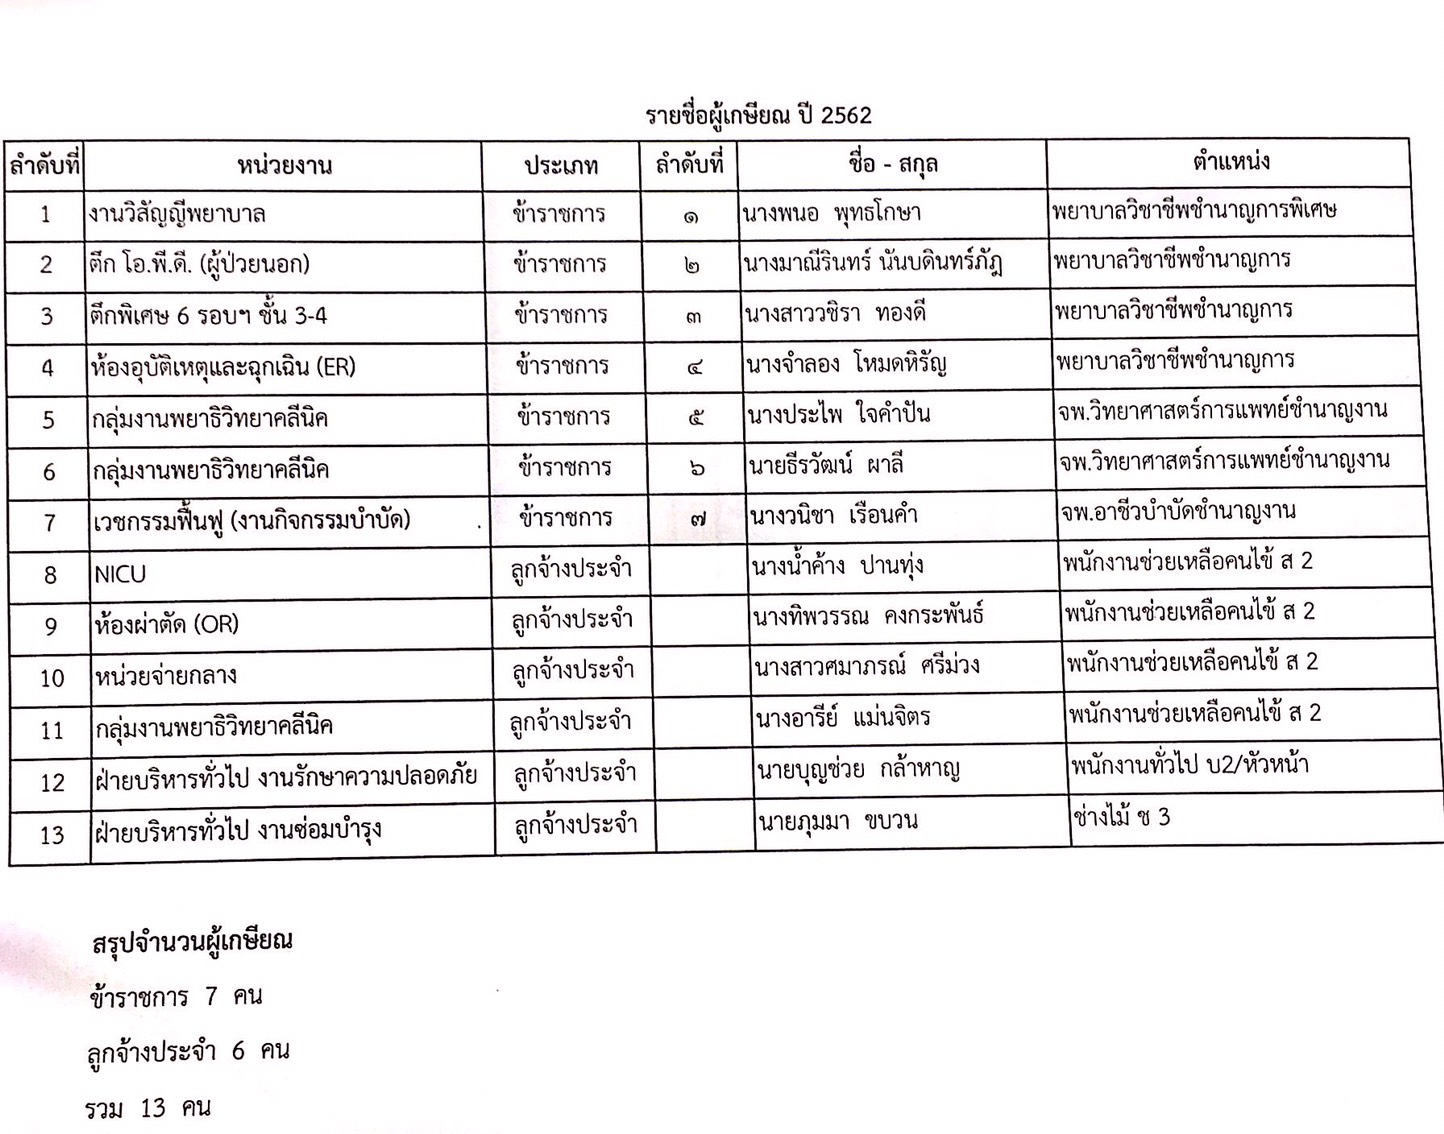 รายชื่อผู้เกษียณ ปี 2562
ลำดับที่ หน่วยงาน ประเภท ลำดับที่ ชื่อ - สกุล ตำแหน่ง
1 งานวิสัญญีพยาบาล ข้าราชการ ๑ นางพนอ พุทธโกษา พยาบาลวิชาชีพชำนาญการพิเศษ
2 ตึก โอ.พี.ดี. (ผู้ป่วยนอก) ข้าราชการ ๒ นางมาณีรินทร์ นันบดินทร์ภัฎ พยาบาลวิชาชีพชำนาญการ
3 ตึกพิเศษ 6 รอบฯ ชั้น 3-4 ข้าราชการ ๓ นางสาววชิรา ทองดี พยาบาลวิชาชีพชำนาญการ
4 ห้องอุบัติเหตุและฉุกเฉิน (ER) ข้าราชการ ๔ นางจำลอง โหมดหิรัญ พยาบาลวิชาชีพชำนาญการ
5 กลุ่มงานพยาธิวิทยาคลีนิค ข้าราชการ ๕ นางประไพ ใจคำปัน จพ.วิทยาศาสตร์การแพทย์ชำนาญงาน
6 กลุ่มงานพยาธิวิทยาคลีนิค ข้าราชการ ๖ นายธีรวัฒน์ ผาลี จพ.วิทยาศาสตร์การแพทย์ชำนาญงาน
7 เวชกรรมฟื้นฟู (งานกิจกรรมบำบัด) ข้าราชการ ๗ นางวนิชา เรือนคำ จพ.อาชีวบำบัดชำนาญงาน
8 NICU ลูกจ้างประจำ นางน้ำค้าง ปานทุ่ง พนักงานช่วยเหลือคนไข้ ส 2
9 ห้องผ่าตัด (OR) ลูกจ้างประจำ นางทิพวรรณ คงกระพันธ์ พนักงานช่วยเหลือคนไข้ ส 2
10 หน่วยจ่ายกลาง ลูกจ้างประจำ นางสาวศมาภรณ์ ศรีม่วง พนักงานช่วยเหลือคนไข้ ส 2
11 กลุ่มงานพยาธิวิทยาคลีนิค ลูกจ้างประจำ นางอารีย์ แม่นจิตร พนักงานช่วยเหลือคนไข้ ส 2
12 ฝ่ายบริหารทั่วไป งานรักษาความปลอดภัย ลูกจ้างประจำ นายบุญช่วย กล้าหาญ พนักงานทั่วไป บ2/หัวหน้า
13 ฝ่ายบริหารทั่วไป งานซ่อมบำรุง ลูกจ้างประจำ นายภุมมา ขบวน ช่างไม้ ช 3
สรุปจำนวนผู้เกษียณ
ข้าราชการ 7 คน
ลูกจ้างประจำ 6 คน
รวม 13 คน